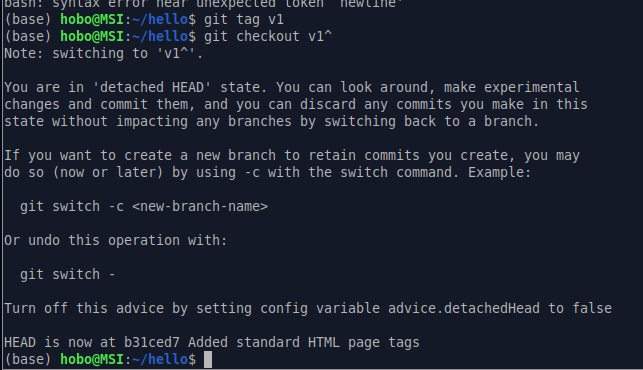 bash: syntax error near unexpected token `newline'
(base) hobo@MSI:~/hello$ git tag v1
(base) hobo@MSI:~/hello$ git checkout v1^
Note: switching to 'v1^'.

You are in 'detached HEAD' state. You can look around, make experimental
changes and commit them, and you can discard any commits you make in this
state without impacting any branches by switching back to a branch.

If you want to create a new branch to retain commits you create, you may
do so (now or later) by using -c with the switch command. Example:

  git switch -c <new-branch-name>

Or undo this operation with:

  git switch -

Turn off this advice by setting config variable advice.detachedHead to false

HEAD is now at b31ced7 Added standard HTML page tags
(base) hobo@MSI:~/hello$